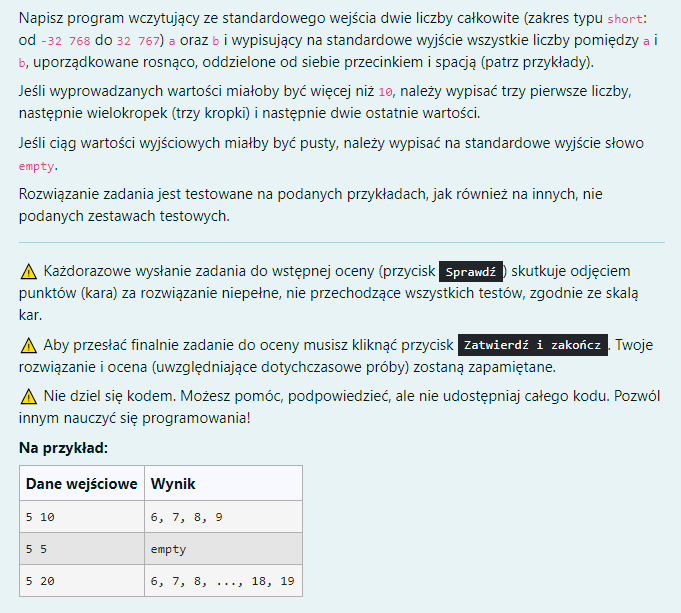 Napisz program wczytujący ze standardowego wejścia dwie liczby całkowite (zakres typu short:
od -32 768 do 32 767) a oraz b i wypisujący na standardowe wyjście wszystkie liczby pomiędzy a i
b, uporządkowane rosnąco, oddzielone od siebie przecinkiem i spacją (patrz przykłady).
Jeśli wyprowadzanych wartości miałoby być więcej niż 10, należy wypisać trzy pierwsze liczby,
następnie wielokropek (trzy kropki) i następnie dwie ostatnie wartości.
Jeśli ciąg wartości wyjściowych miałby być pusty, należy wypisać na standardowe wyjście słowo
empty.
Rozwiązanie zadania jest testowane na podanych przykładach, jak również na innych, nie
podanych zestawach testowych.
⚠ Każdorazowe wysłanie zadania do wstępnej oceny (przycisk Sprawdź) skutkuje odjęciem
punktów (kara) za rozwiązanie niepełne, nie przechodzące wszystkich testów, zgodnie ze skalą
kar.
⚠ Aby przesłać finalnie zadanie do oceny musisz kliknąć przycisk Zatwierdź i zakończ. Twoje
rozwiązanie i ocena (uwzględniające dotychczasowe próby) zostaną zapamiętane.
⚠ Nie dziel się kodem. Możesz pomóc, podpowiedzieć, ale nie udostępniaj całego kodu. Pozwól
innym nauczyć się programowania!
Na przykład:
Dane wejściowe Wynik
5 10 6, 7, 8, 9
5 5 empty
5 20 6, 7, 8, ..., 18, 19